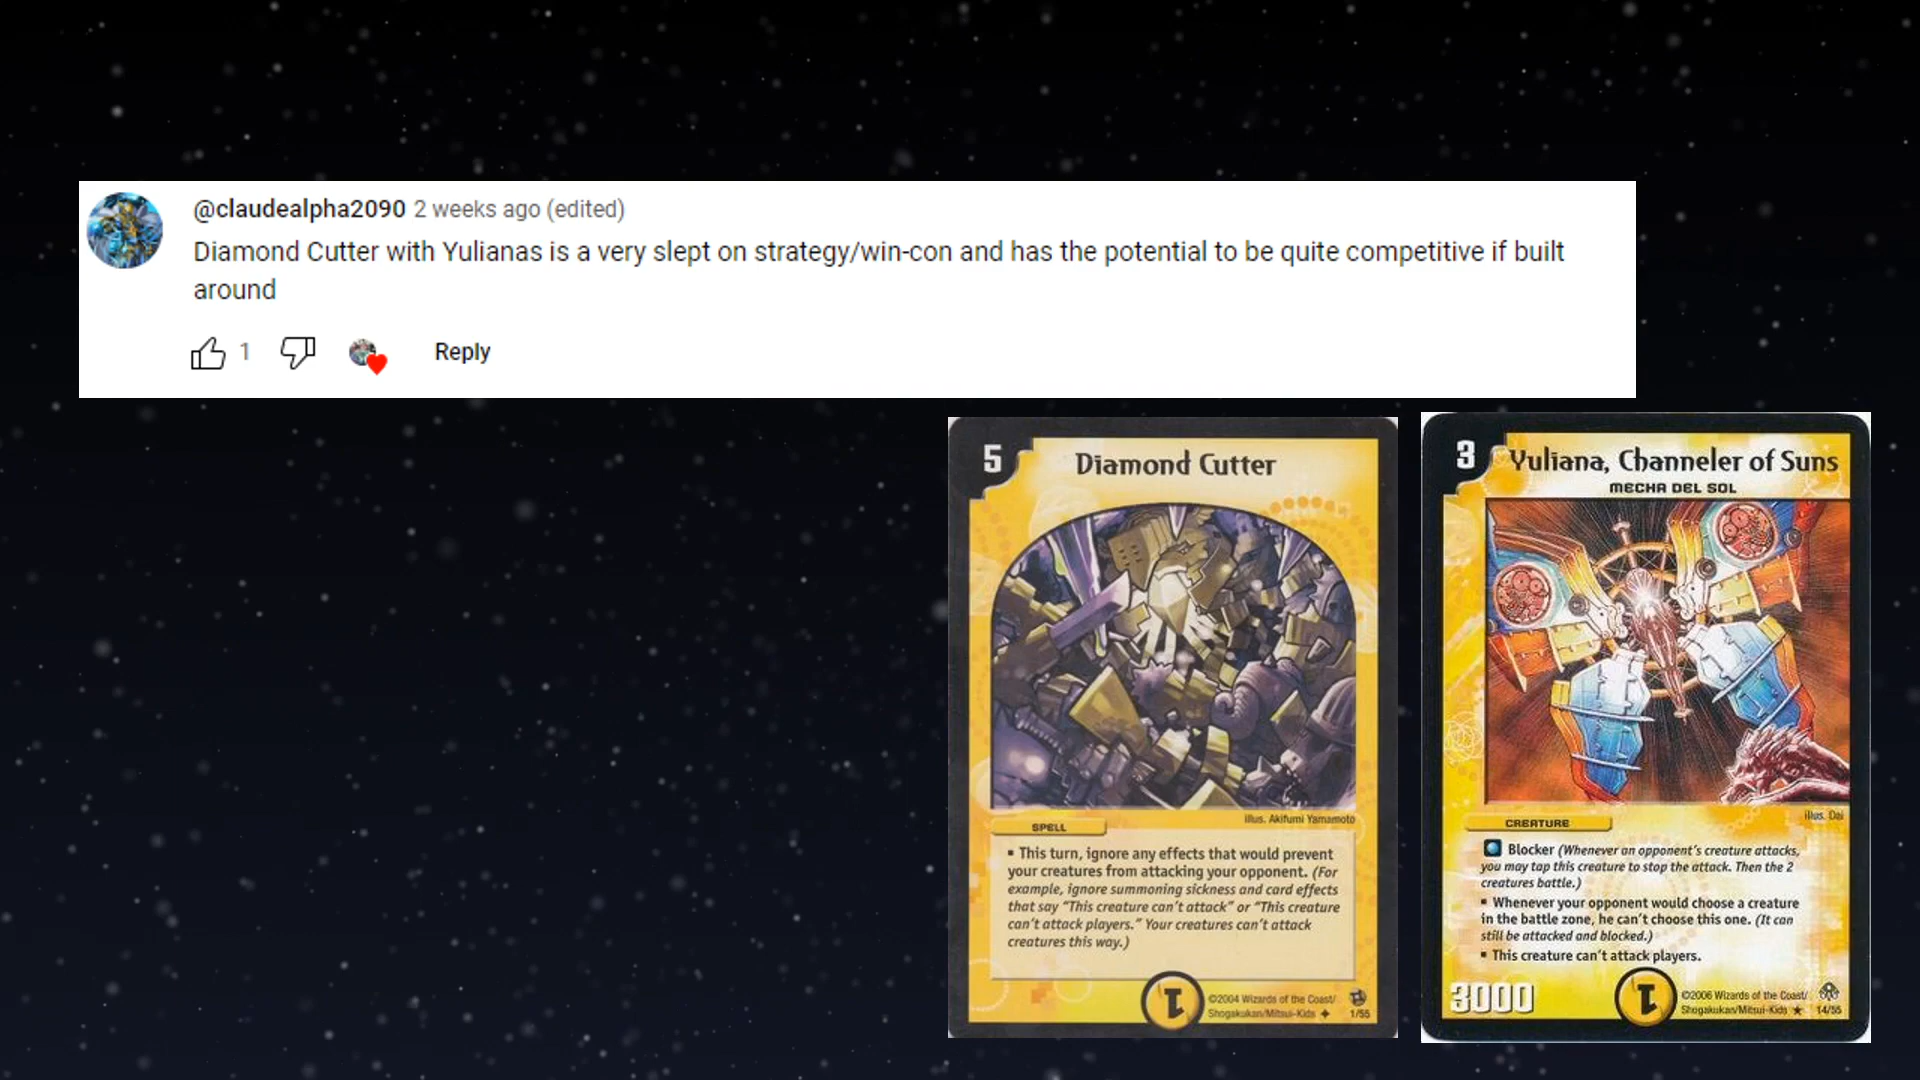 @claudealpha2090 2 weeks ago (edited)
Diamond Cutter with Yulianas is a very slept on strategy/win-con and has the potential to be quite competitive if built
around
1
Reply
5
Diamond Cutter
illus. Akifumi Yamamoto
SPELL
▪ This turn, ignore any effects that would prevent
your creatures from attacking your opponent. (For
example, ignore summoning sickness and card effects
that say "This creature can't attack" or "This creature
can't attack players." Your creatures can't attack
creatures this way.)
1
©2004 Wizards of the Coast/
Shogakukan/Mitsui-Kids
1/55
3
Yuliana, Channeler of Suns
MECHA DEL SOL
illus. Dai
CREATURE
Blocker (Whenever an opponent's creature attacks,
you may tap this creature to stop the attack. Then the 2
creatures battle.)
▪ Whenever your opponent would choose a creature
in the battle zone, he can't choose this one. (It can
still be attacked and blocked.)
▪ This creature can't attack players.
3000
1
©2006 Wizards of the Coast/
Shogakukan/Mitsui-Kids ★ 14/55